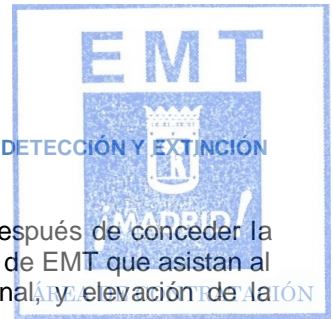 EMT
DETECCIÓN Y EXTINCIÓN
¡MADRID!
espués de conceder la
de EMT que asistan al
nal, y elevación de la
ÁREA DE CONTRATACIÓN